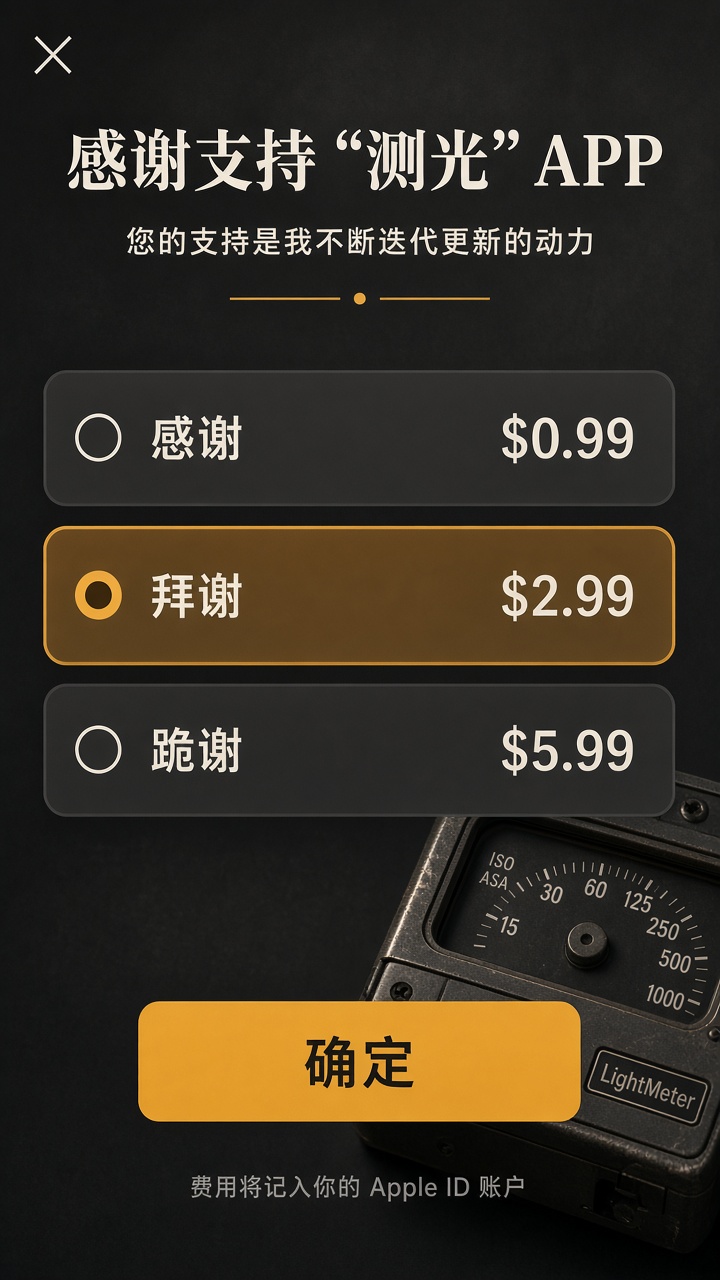 感谢支持“测光”APP
您的支持是我不断迭代更新的动力
感谢 $0.99
拜谢 $2.99
跪谢 $5.99
ISO
ASA
15 30 60 125 250 500 1000
确定
LightMeter
费用将记入你的 Apple ID 账户